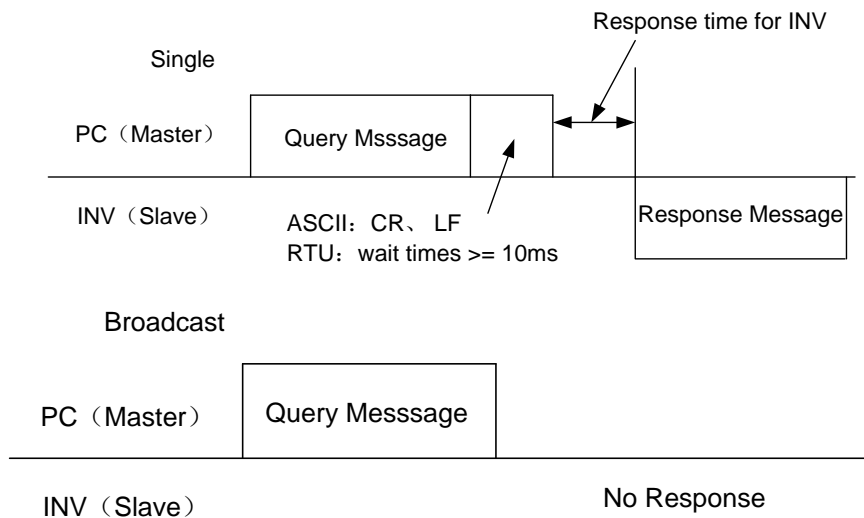 Response time for INV
Single
PC（Master）
Query Msssage
INV（Slave）
Response Message
ASCII：CR、 LF
RTU：wait times >= 10ms
Broadcast
PC（Master）
Query Messsage
INV（Slave）
No Response